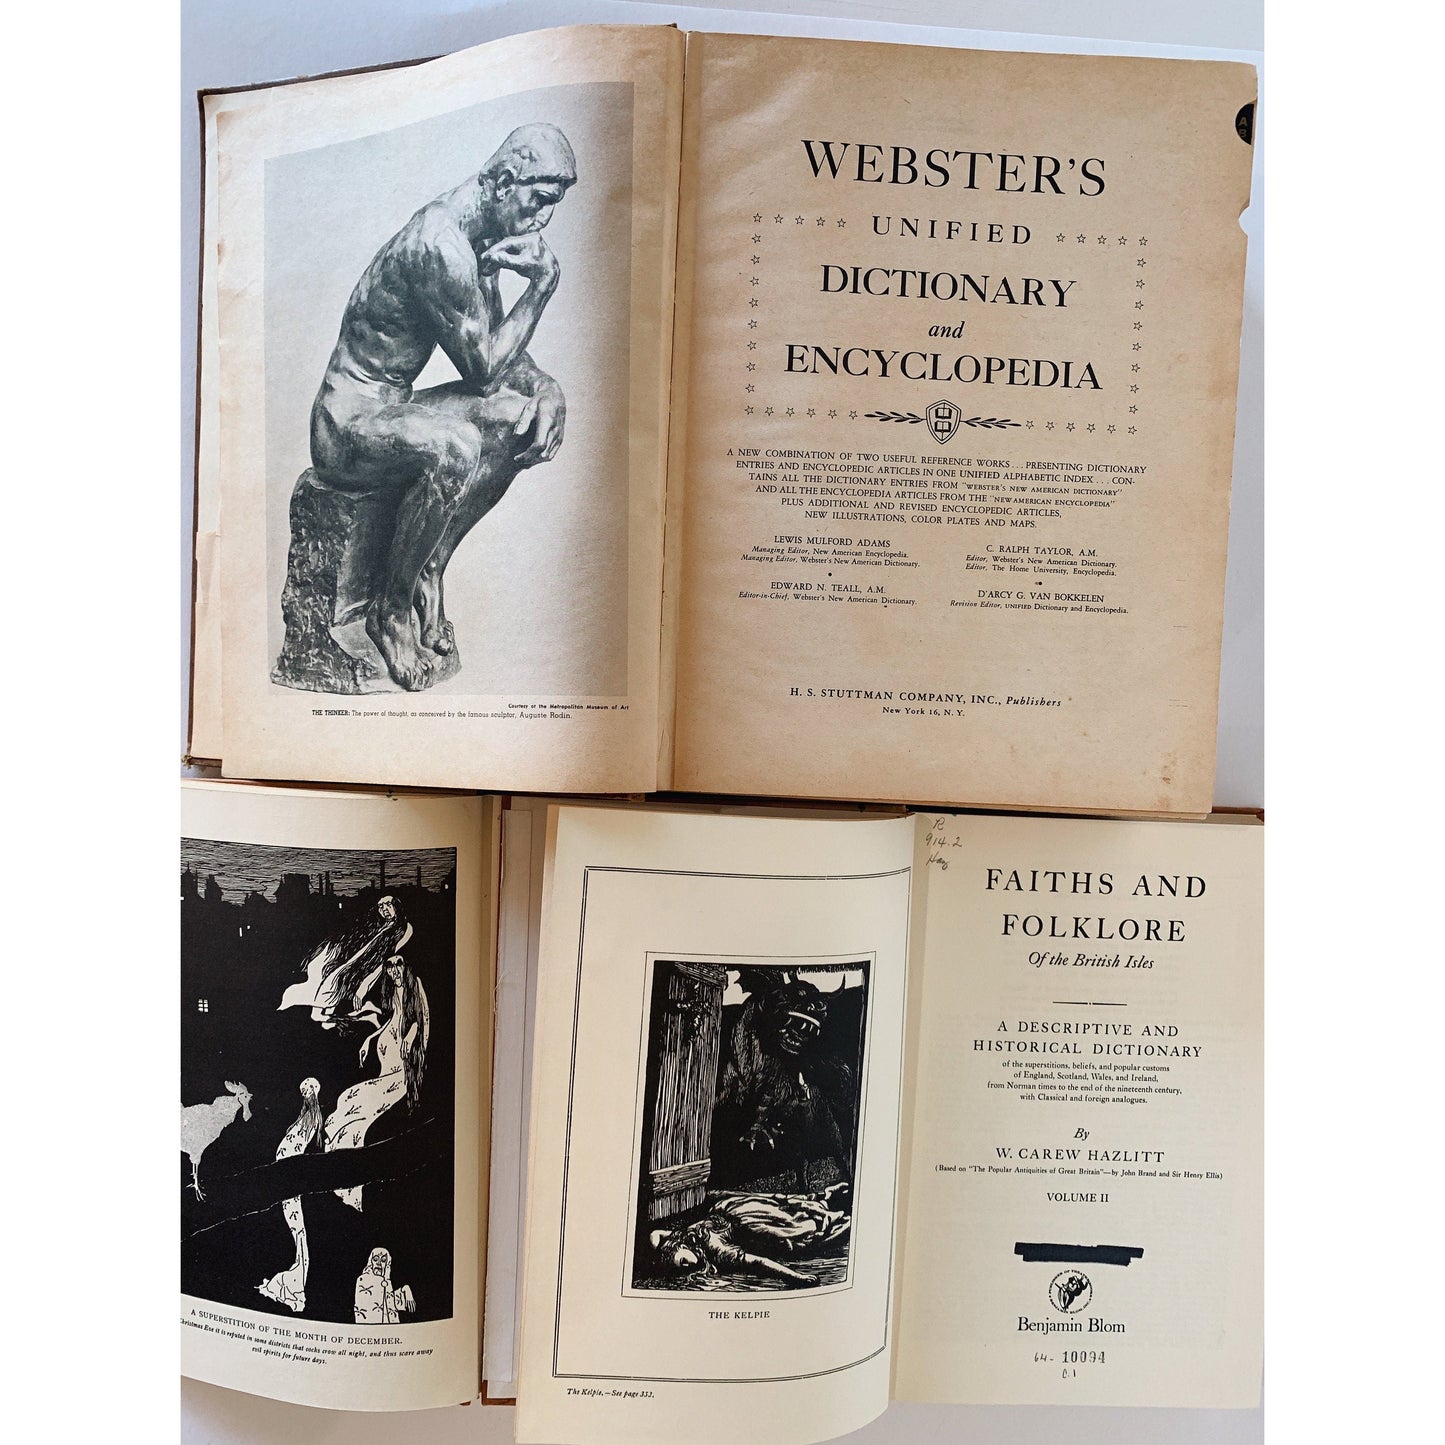 A
B
WEBSTER'S
UNIFIED
DICTIONARY
and
ENCYCLOPEDIA
A NEW COMBINATION OF TWO USEFUL REFERENCE WORKS . . . PRESENTING DICTIONARY
ENTRIES AND ENCYCLOPEDIC ARTICLES IN ONE UNIFIED ALPHABETIC INDEX . . . CON-
TAINS ALL THE DICTIONARY ENTRIES FROM "WEBSTER'S NEW AMERICAN DICTIONARY"
AND ALL THE ENCYCLOPEDIA ARTICLES FROM THE "NEW AMERICAN ENCYCLOPEDIA"
PLUS ADDITIONAL AND REVISED ENCYCLOPEDIC ARTICLES,
NEW ILLUSTRATIONS, COLOR PLATES AND MAPS.
LEWIS MULFORD ADAMS
Managing Editor, New American Encyclopedia.
Managing Editor, Webster's New American Dictionary.
EDWARD N. TEALL, A.M.
Editor-in-Chief, Webster's New American Dictionary.
C. RALPH TAYLOR, A.M.
Editor, Webster's New American Dictionary.
Editor, The Home University, Encyclopedia.
D'ARCY G. VAN BOKKELEN
Revision Editor, UNIFIED Dictionary and Encyclopedia.
H. S. STUTTMAN COMPANY, INC., Publishers
New York 16, N. Y.
Courtesy of the Metropolitan Museum of Art
THE THINKER: The power of thought, as conceived by the famous sculptor, Auguste Rodin.
A SUPERSTITION OF THE MONTH OF DECEMBER.
Christmas Eve it is reputed in some districts that cocks crow all night, and thus scare away
evil spirits for future days.
THE KELPIE
The Kelpie.—See page 353.
R
914.2
Haz
FAITHS AND
FOLKLORE
Of the British Isles
A DESCRIPTIVE AND
HISTORICAL DICTIONARY
of the superstitions, beliefs, and popular customs
of England, Scotland, Wales, and Ireland,
from Norman times to the end of the nineteenth century,
with Classical and foreign analogues.
By
W. CAREW HAZLITT
(Based on "The Popular Antiquities of Great Britain"—by John Brand and Sir Henry Ellis)
VOLUME II
Benjamin Blom
64- 10094
C.1